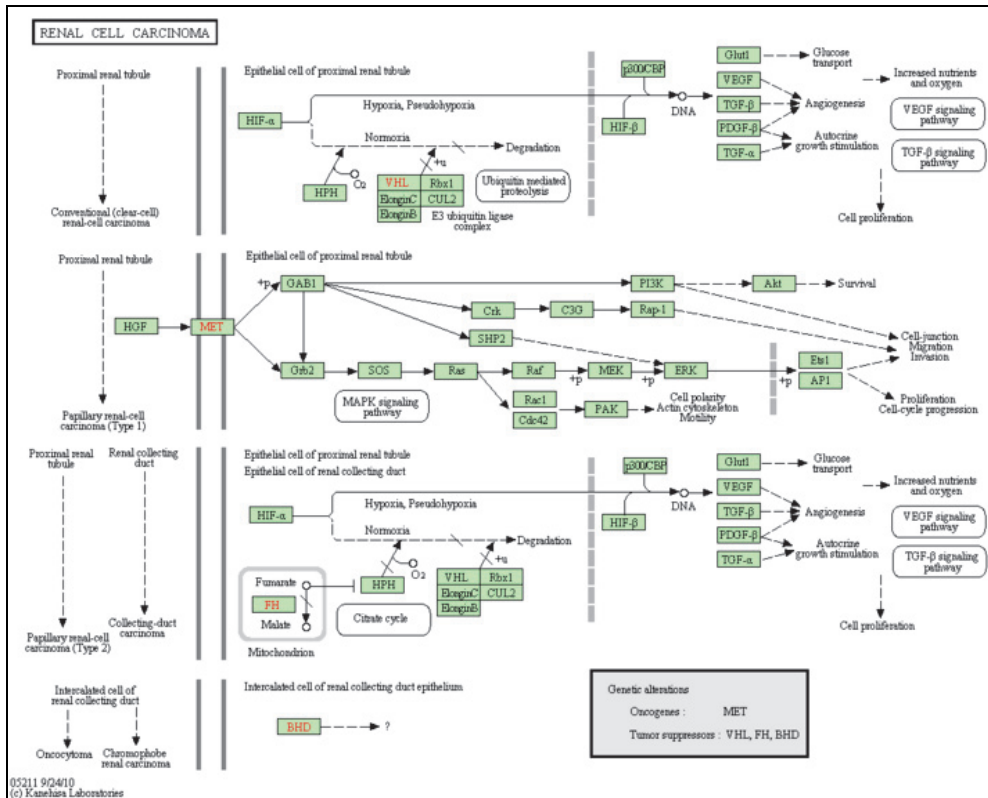 RENAL CELL CARCINOMA
Proximal renal tubule
Conventional (clear-cell)
renal-cell carcinoma
Epithelial cell of proximal renal tubule
HIF-α
Hypoxia, Pseudohypoxia
Normoxia
Degradation
HPH
O2
VHL
Rbx1
ElonginC
CUL2
ElonginB
+u
E3 ubiquitin ligase
complex
Ubiquitin mediated
proteolysis
p300/CBP
HIF-β
DNA
Glut1
VEGF
TGF-β
PDGF-β
TGF-α
Glucose
transport
Angiogenesis
Autocrine
growth stimulation
Increased nutrients
and oxygen
VEGF signaling
pathway
TGF-β signaling
pathway
Cell proliferation
Proximal renal tubule
Papillary renal-cell
carcinoma (Type 1)
HGF
MET
Epithelial cell of proximal renal tubule
+p
GAB1
PI3K
Akt
Survival
Crk
C3G
Rap-1
SHP2
Cell-junction
Migration
Invasion
Grb2
SOS
Ras
Raf
+p
MEK
+p
ERK
+p
Ets1
AP1
MAPK signaling
pathway
Rac1
Cdc42
PAK
Cell polarity
Actin cytoskeleton
Motility
Proliferation
Cell-cycle progression
Proximal renal
tubule
Renal collecting
duct
Papillary renal-cell
carcinoma (Type 2)
Collecting-duct
carcinoma
Epithelial cell of proximal renal tubule
Epithelial cell of renal collecting duct
HIF-α
Hypoxia, Pseudohypoxia
Normoxia
Degradation
Fumarate
FH
Malate
Mitochondrion
HPH
O2
Citrate cycle
VHL
Rbx1
ElonginC
CUL2
ElonginB
+u
p300/CBP
HIF-β
DNA
Glut1
VEGF
TGF-β
PDGF-β
TGF-α
Glucose
transport
Angiogenesis
Autocrine
growth stimulation
Increased nutrients
and oxygen
VEGF signaling
pathway
TGF-β signaling
pathway
Cell proliferation
Intercalated cell of
renal collecting duct
Oncocytoma
Chromophobe
renal carcinoma
Intercalated cell of renal collecting duct epithelium
BHD
?
Genetic alterations
Oncogenes : MET
Tumor suppressors : VHL, FH, BHD
05211 9/24/10
(c) Kanehisa Laboratories